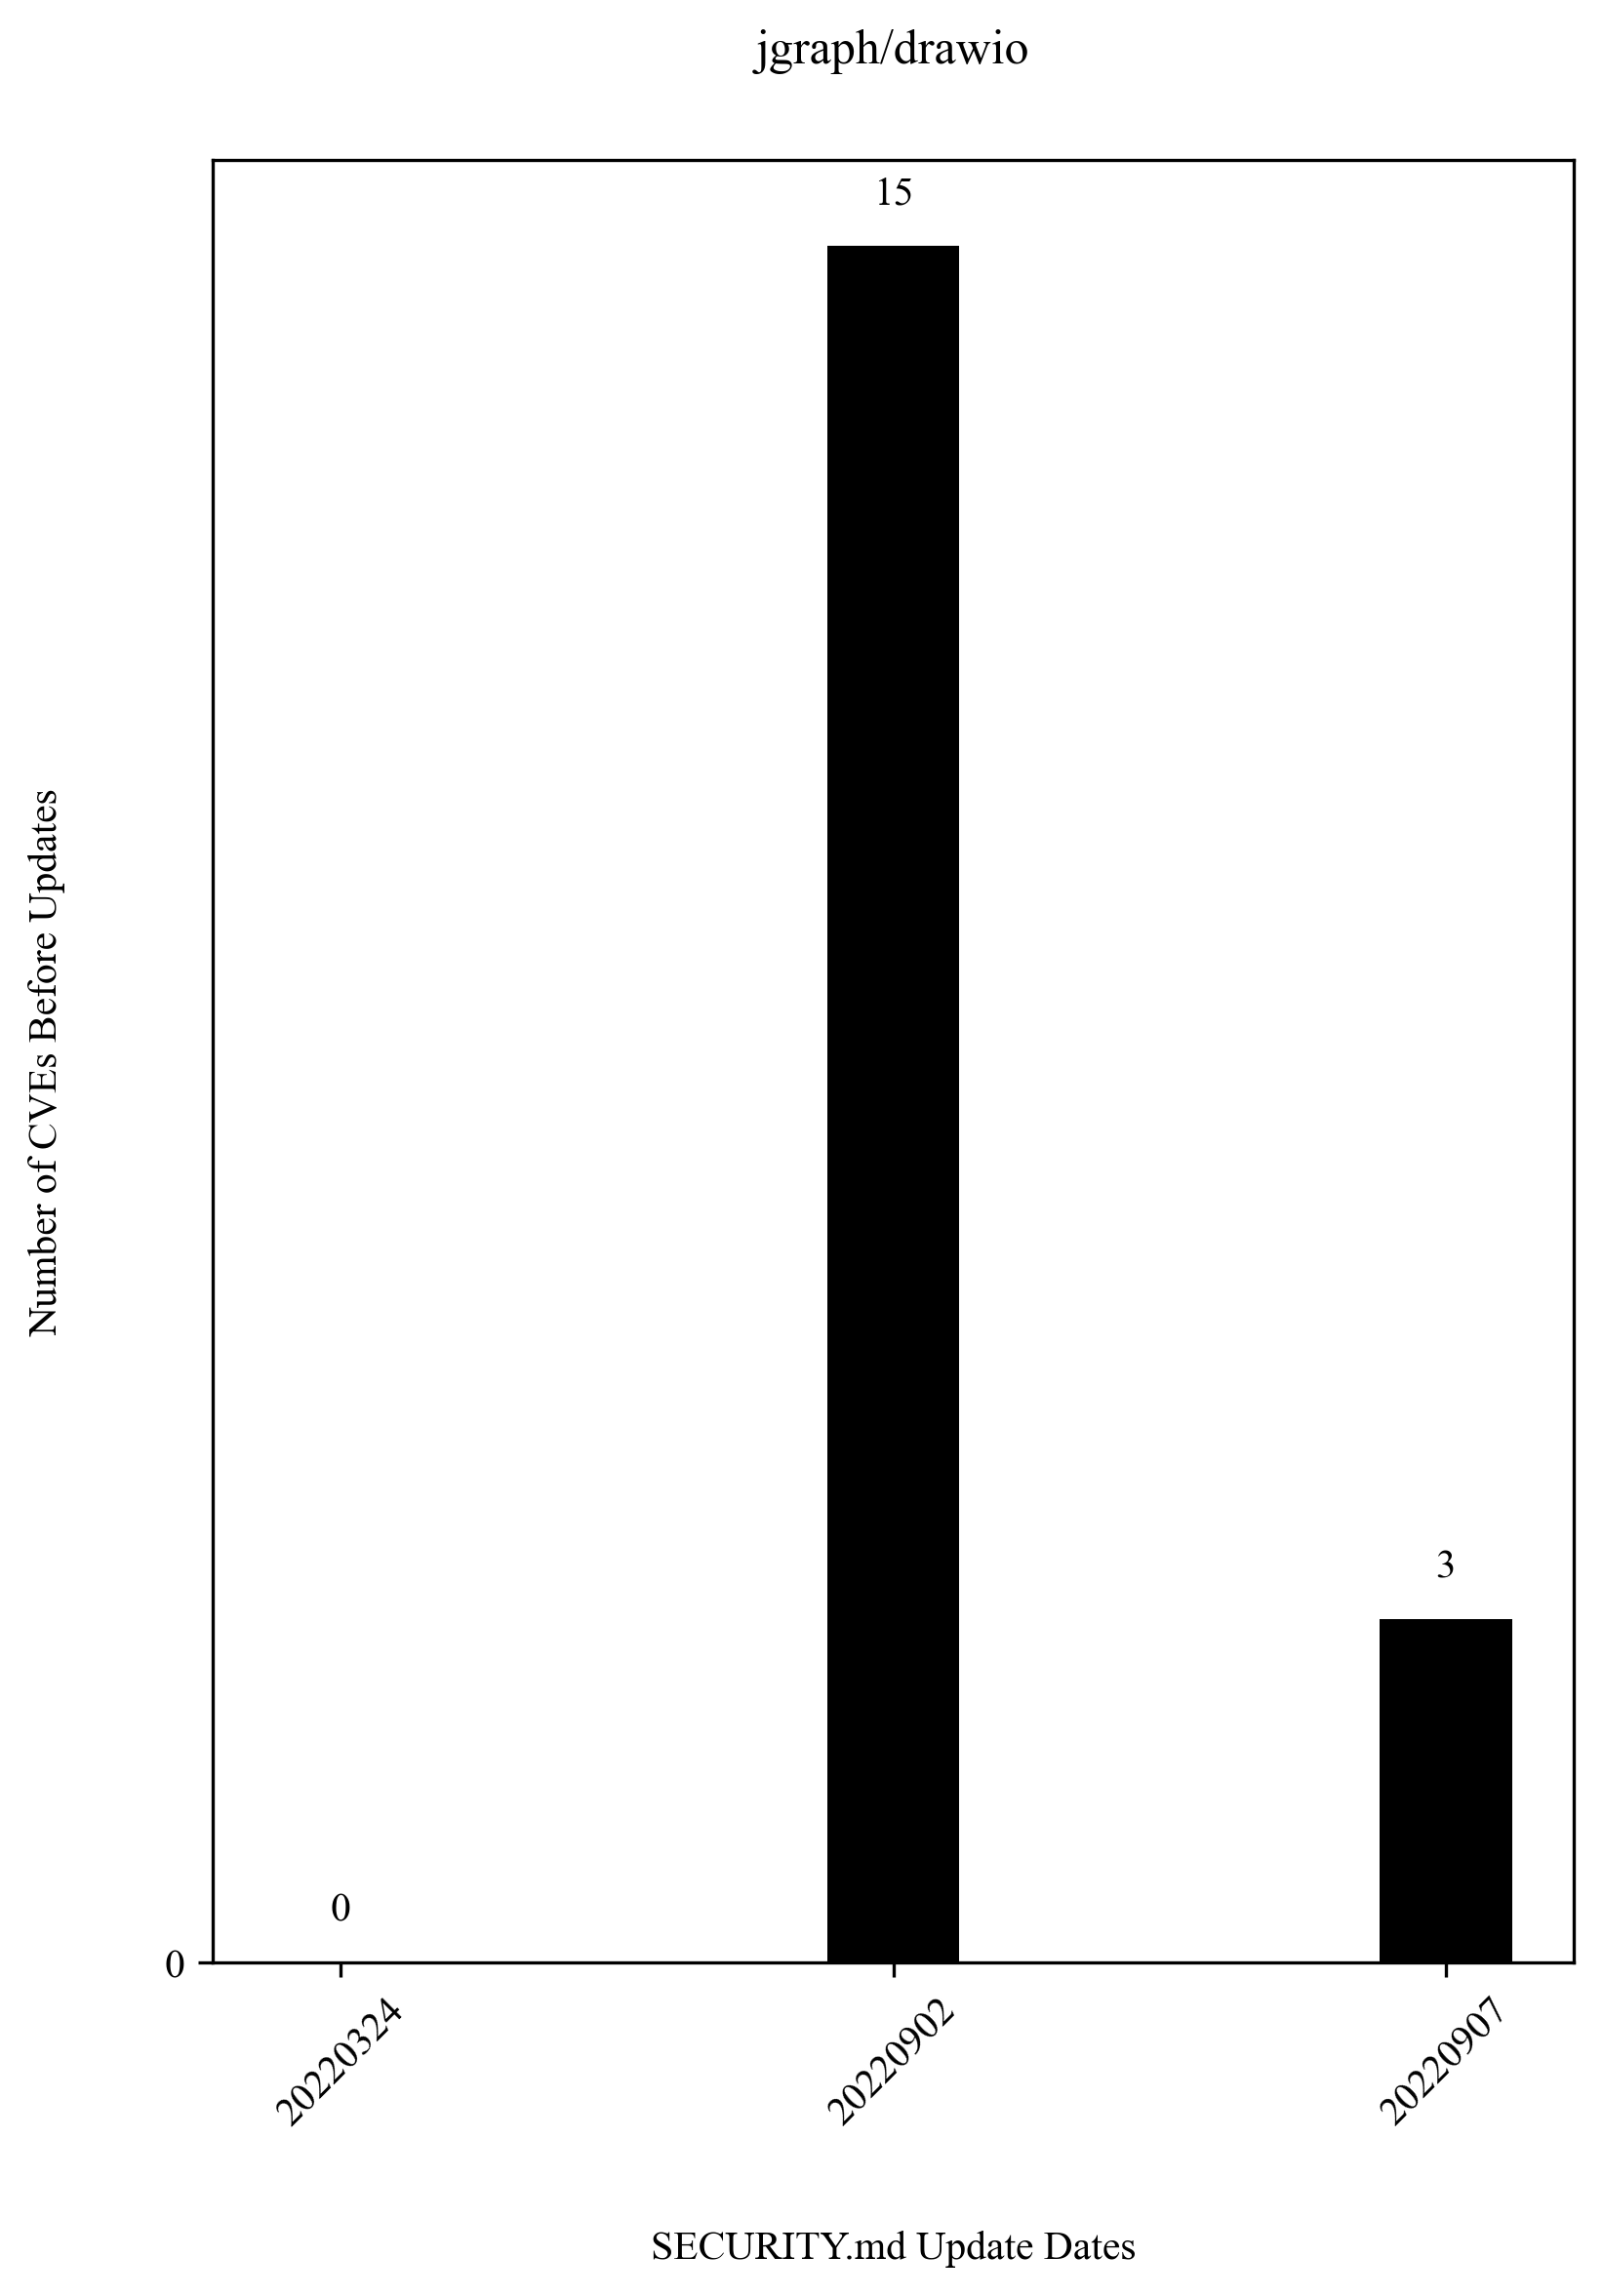 jgraph/drawio
15
3
0
0
Number of CVEs Before Updates
20220324
20220902
20220907
SECURITY.md Update Dates